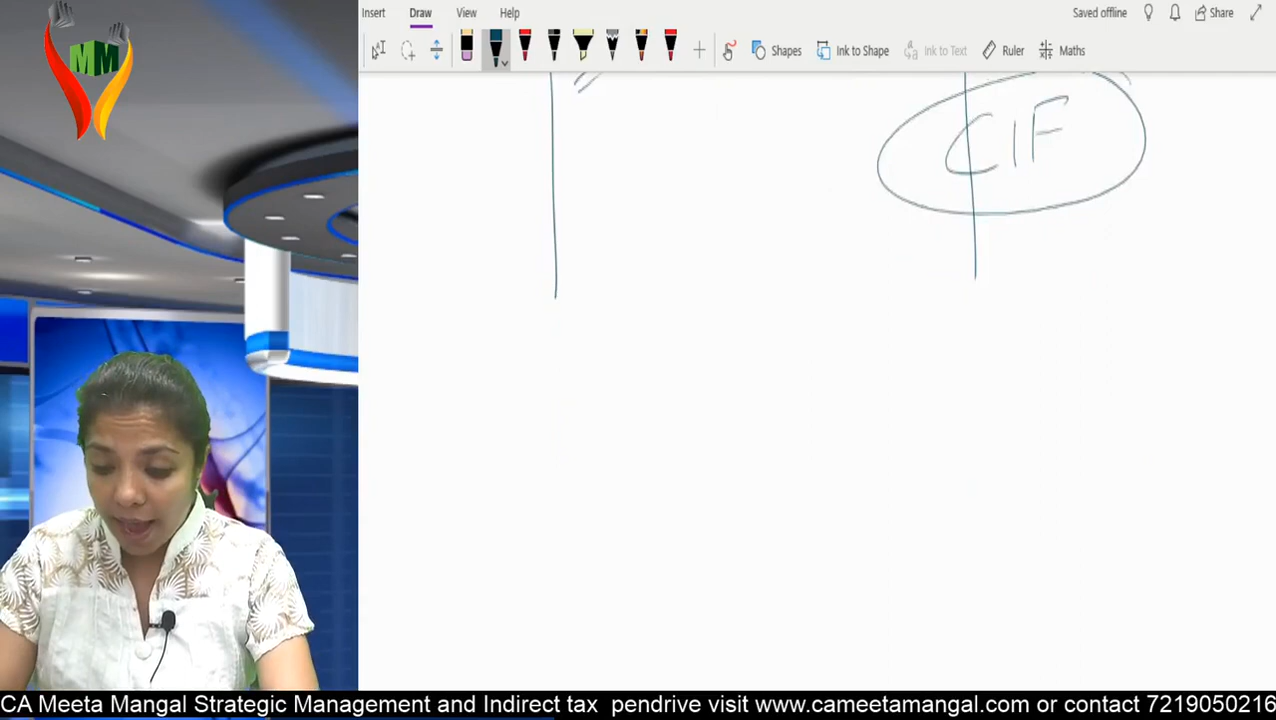 Insert Draw View Help Saved offline Share
Shapes Ink to Shape Ink to Text Ruler Maths
MM
CIF
CA Meeta Mangal Strategic Management and Indirect tax pendrive visit www.cameetamangal.com or contact 7219050216